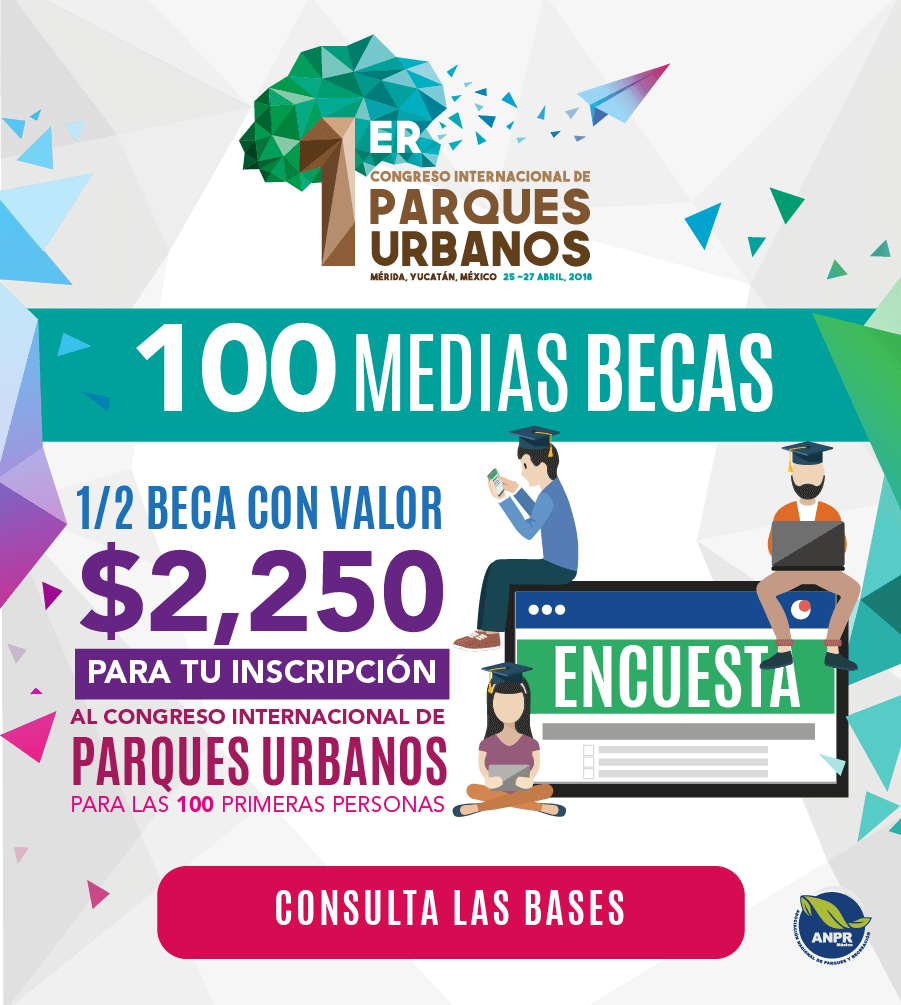 1ER
CONGRESO INTERNACIONAL DE
PARQUES
URBANOS
MÉRIDA, YUCATÁN, MÉXICO 25 - 27 ABRIL, 2018
100 MEDIAS BECAS
1/2 BECA CON VALOR
$2,250
PARA TU INSCRIPCIÓN
AL CONGRESO INTERNACIONAL DE
PARQUES URBANOS
PARA LAS 100 PRIMERAS PERSONAS
ENCUESTA
CONSULTA LAS BASES
ANPR
México
ASOCIACIÓN NACIONAL DE PARQUES Y RECREACIÓN